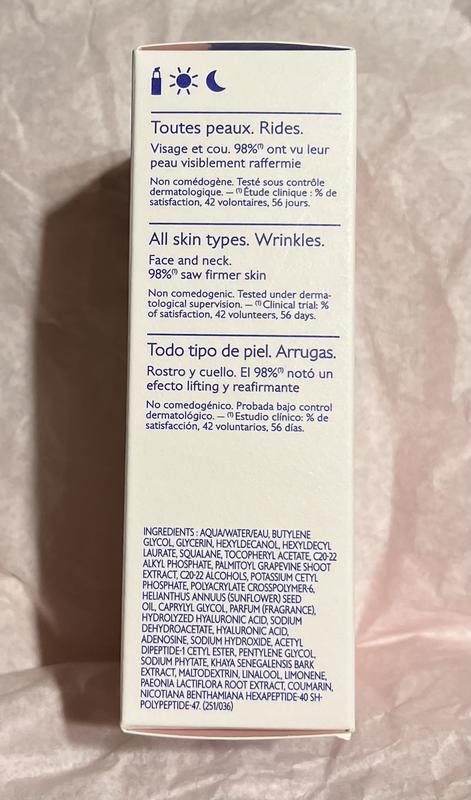 Toutes peaux. Rides.
Visage et cou. 98%⁽¹⁾ ont vu leur
peau visiblement raffermie
Non comédogène. Testé sous contrôle
dermatologique. — ⁽¹⁾ Étude clinique : % de
satisfaction, 42 volontaires, 56 jours.
All skin types. Wrinkles.
Face and neck.
98%⁽¹⁾ saw firmer skin
Non comedogenic. Tested under derma-
tological supervision. — ⁽¹⁾ Clinical trial: %
of satisfaction, 42 volunteers, 56 days.
Todo tipo de piel. Arrugas.
Rostro y cuello. El 98%⁽¹⁾ notó un
efecto lifting y reafirmante
No comedogénico. Probada bajo control
dermatológico. — ⁽¹⁾ Estudio clínico: % de
satisfacción, 42 voluntarios, 56 días.
INGREDIENTS : AQUA/WATER/EAU, BUTYLENE
GLYCOL, GLYCERIN, HEXYLDECANOL, HEXYLDECYL
LAURATE, SQUALANE, TOCOPHERYL ACETATE, C20-22
ALKYL PHOSPHATE, PALMITOYL GRAPEVINE SHOOT
EXTRACT, C20-22 ALCOHOLS, POTASSIUM CETYL
PHOSPHATE, POLYACRYLATE CROSSPOLYMER-6,
HELIANTHUS ANNUUS (SUNFLOWER) SEED
OIL, CAPRYLYL GLYCOL, PARFUM (FRAGRANCE),
HYDROLYZED HYALURONIC ACID, SODIUM
DEHYDROACETATE, HYALURONIC ACID,
ADENOSINE, SODIUM HYDROXIDE, ACETYL
DIPEPTIDE-1 CETYL ESTER, PENTYLENE GLYCOL,
SODIUM PHYTATE, KHAYA SENEGALENSIS BARK
EXTRACT, MALTODEXTRIN, LINALOOL, LIMONENE,
PAEONIA LACTIFLORA ROOT EXTRACT, COUMARIN,
NICOTIANA BENTHAMIANA HEXAPEPTIDE-40 SH-
POLYPEPTIDE-47. (251/036)